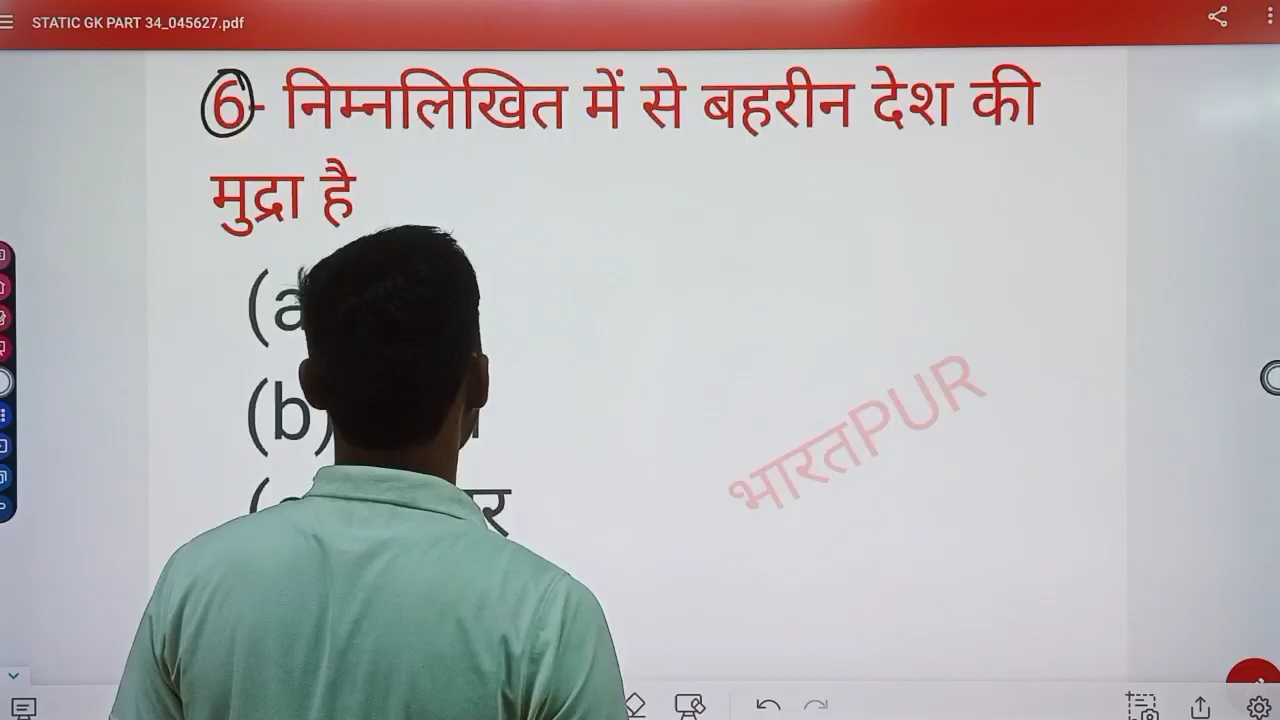 STATIC GK PART 34_045627.pdf
6- निम्नलिखित में से बहरीन देश की
मुद्रा है
(a
(b)
भारतPUR